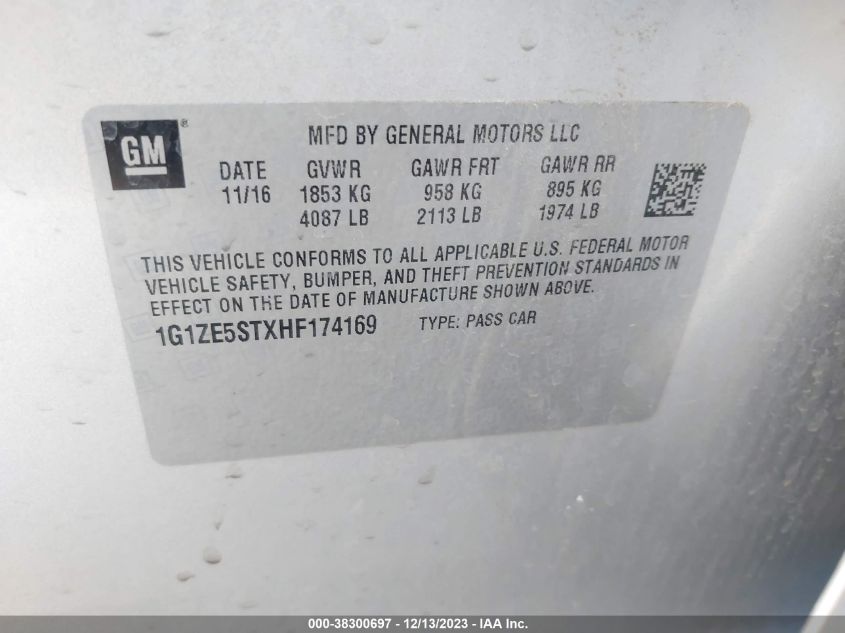 GM®
MFD BY GENERAL MOTORS LLC
DATE GVWR GAWR FRT GAWR RR
11/16 1853 KG 958 KG 895 KG
4087 LB 2113 LB 1974 LB
THIS VEHICLE CONFORMS TO ALL APPLICABLE U.S. FEDERAL MOTOR
VEHICLE SAFETY, BUMPER, AND THEFT PREVENTION STANDARDS IN
EFFECT ON THE DATE OF MANUFACTURE SHOWN ABOVE.
1G1ZE5STXHF174169 TYPE: PASS CAR
000-38300697 - 12/13/2023 - IAA Inc.